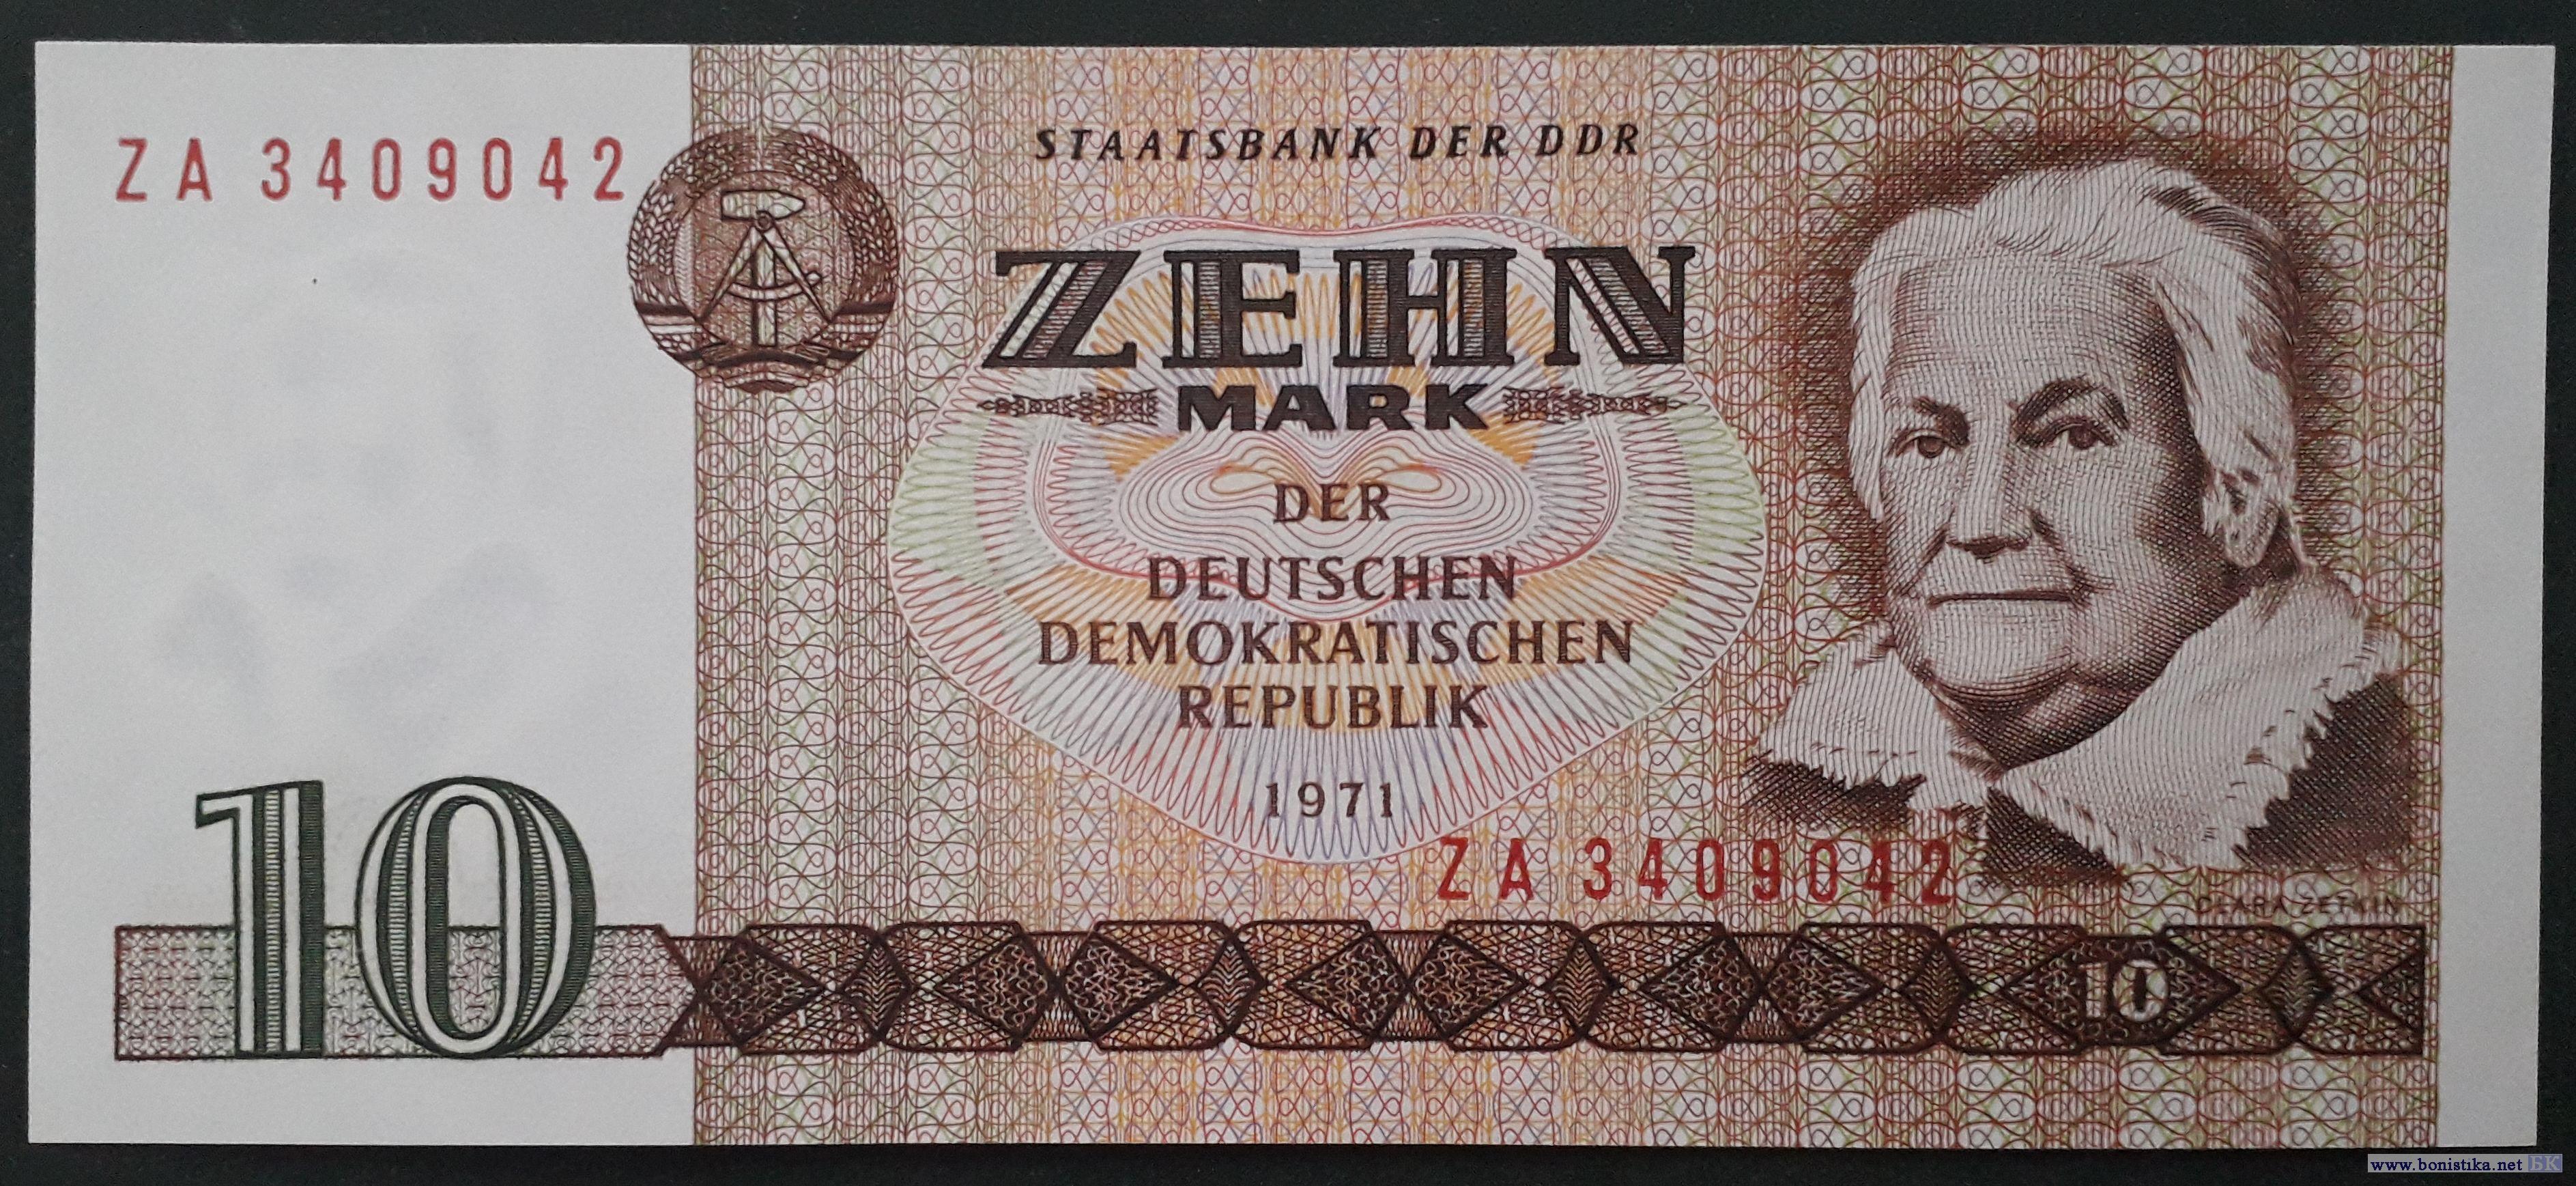 ZA 3409042
STAATSBANK DER DDR
ZEHN
MARK
DER
DEUTSCHEN
DEMOKRATISCHEN
REPUBLIK
1971
ZA 3409042
CLARA ZETKIN
10
10
www.bonistika.net БК